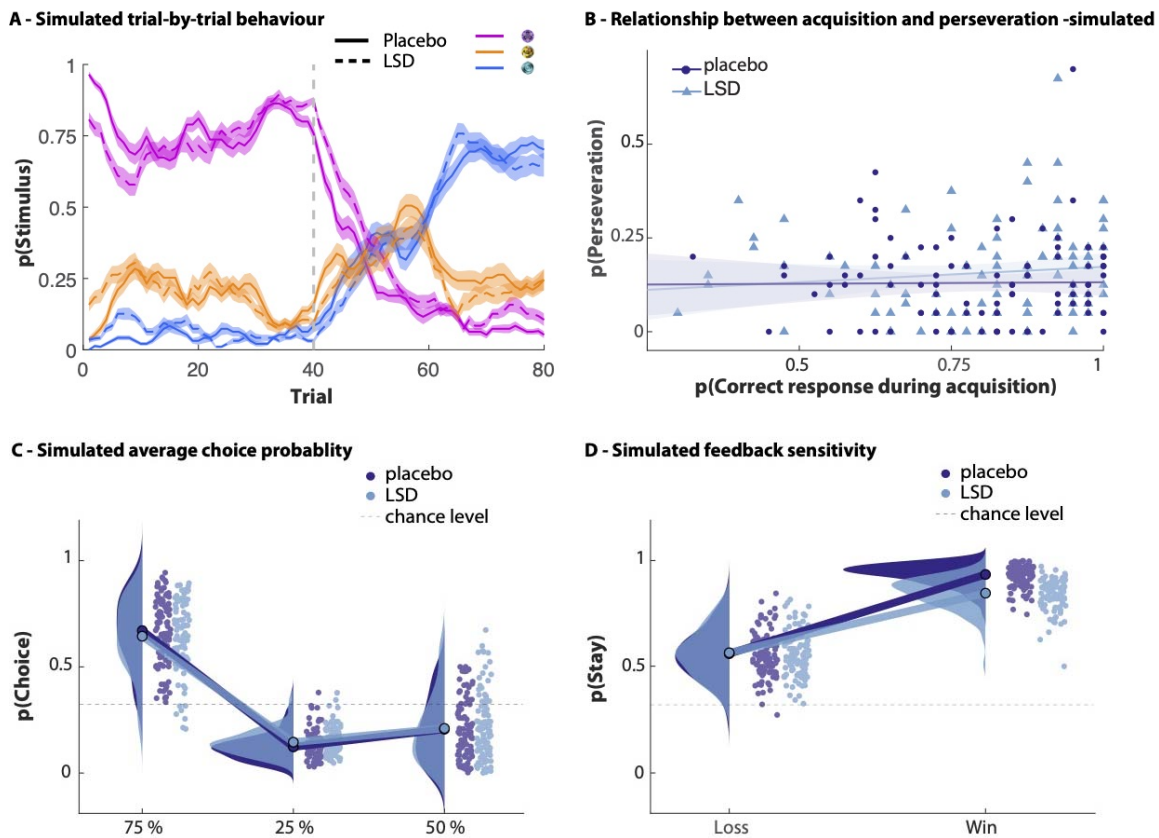 A - Simulated trial-by-trial behaviour
Placebo
LSD
1
0.75
0.5
0.25
0
p(Stimulus)
0
20
40
60
80
Trial
B - Relationship between acquisition and perseveration -simulated
placebo
LSD
0.5
0.25
0
p(Perseveration)
0.5
0.75
1
p(Correct response during acquisition)
C - Simulated average choice probablity
placebo
LSD
chance level
1
0.5
0
p(Choice)
75 %
25 %
50 %
D - Simulated feedback sensitivity
placebo
LSD
chance level
1
0.5
0
p(Stay)
Loss
Win